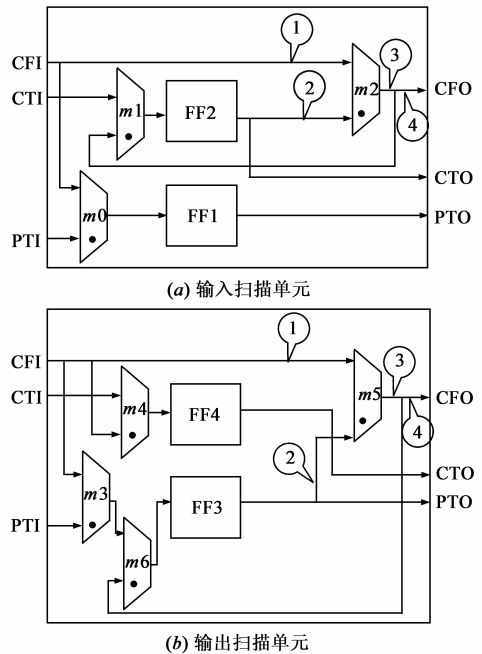 1
CFI
3
m2
CFO
CTI
m1
FF2
2
4
CTO
m0
FF1
PTO
PTI
(a) 输入扫描单元
1
CFI
3
m5
CFO
CTI
m4
FF4
4
2
CTO
m3
FF3
PTO
PTI
m6
(b) 输出扫描单元